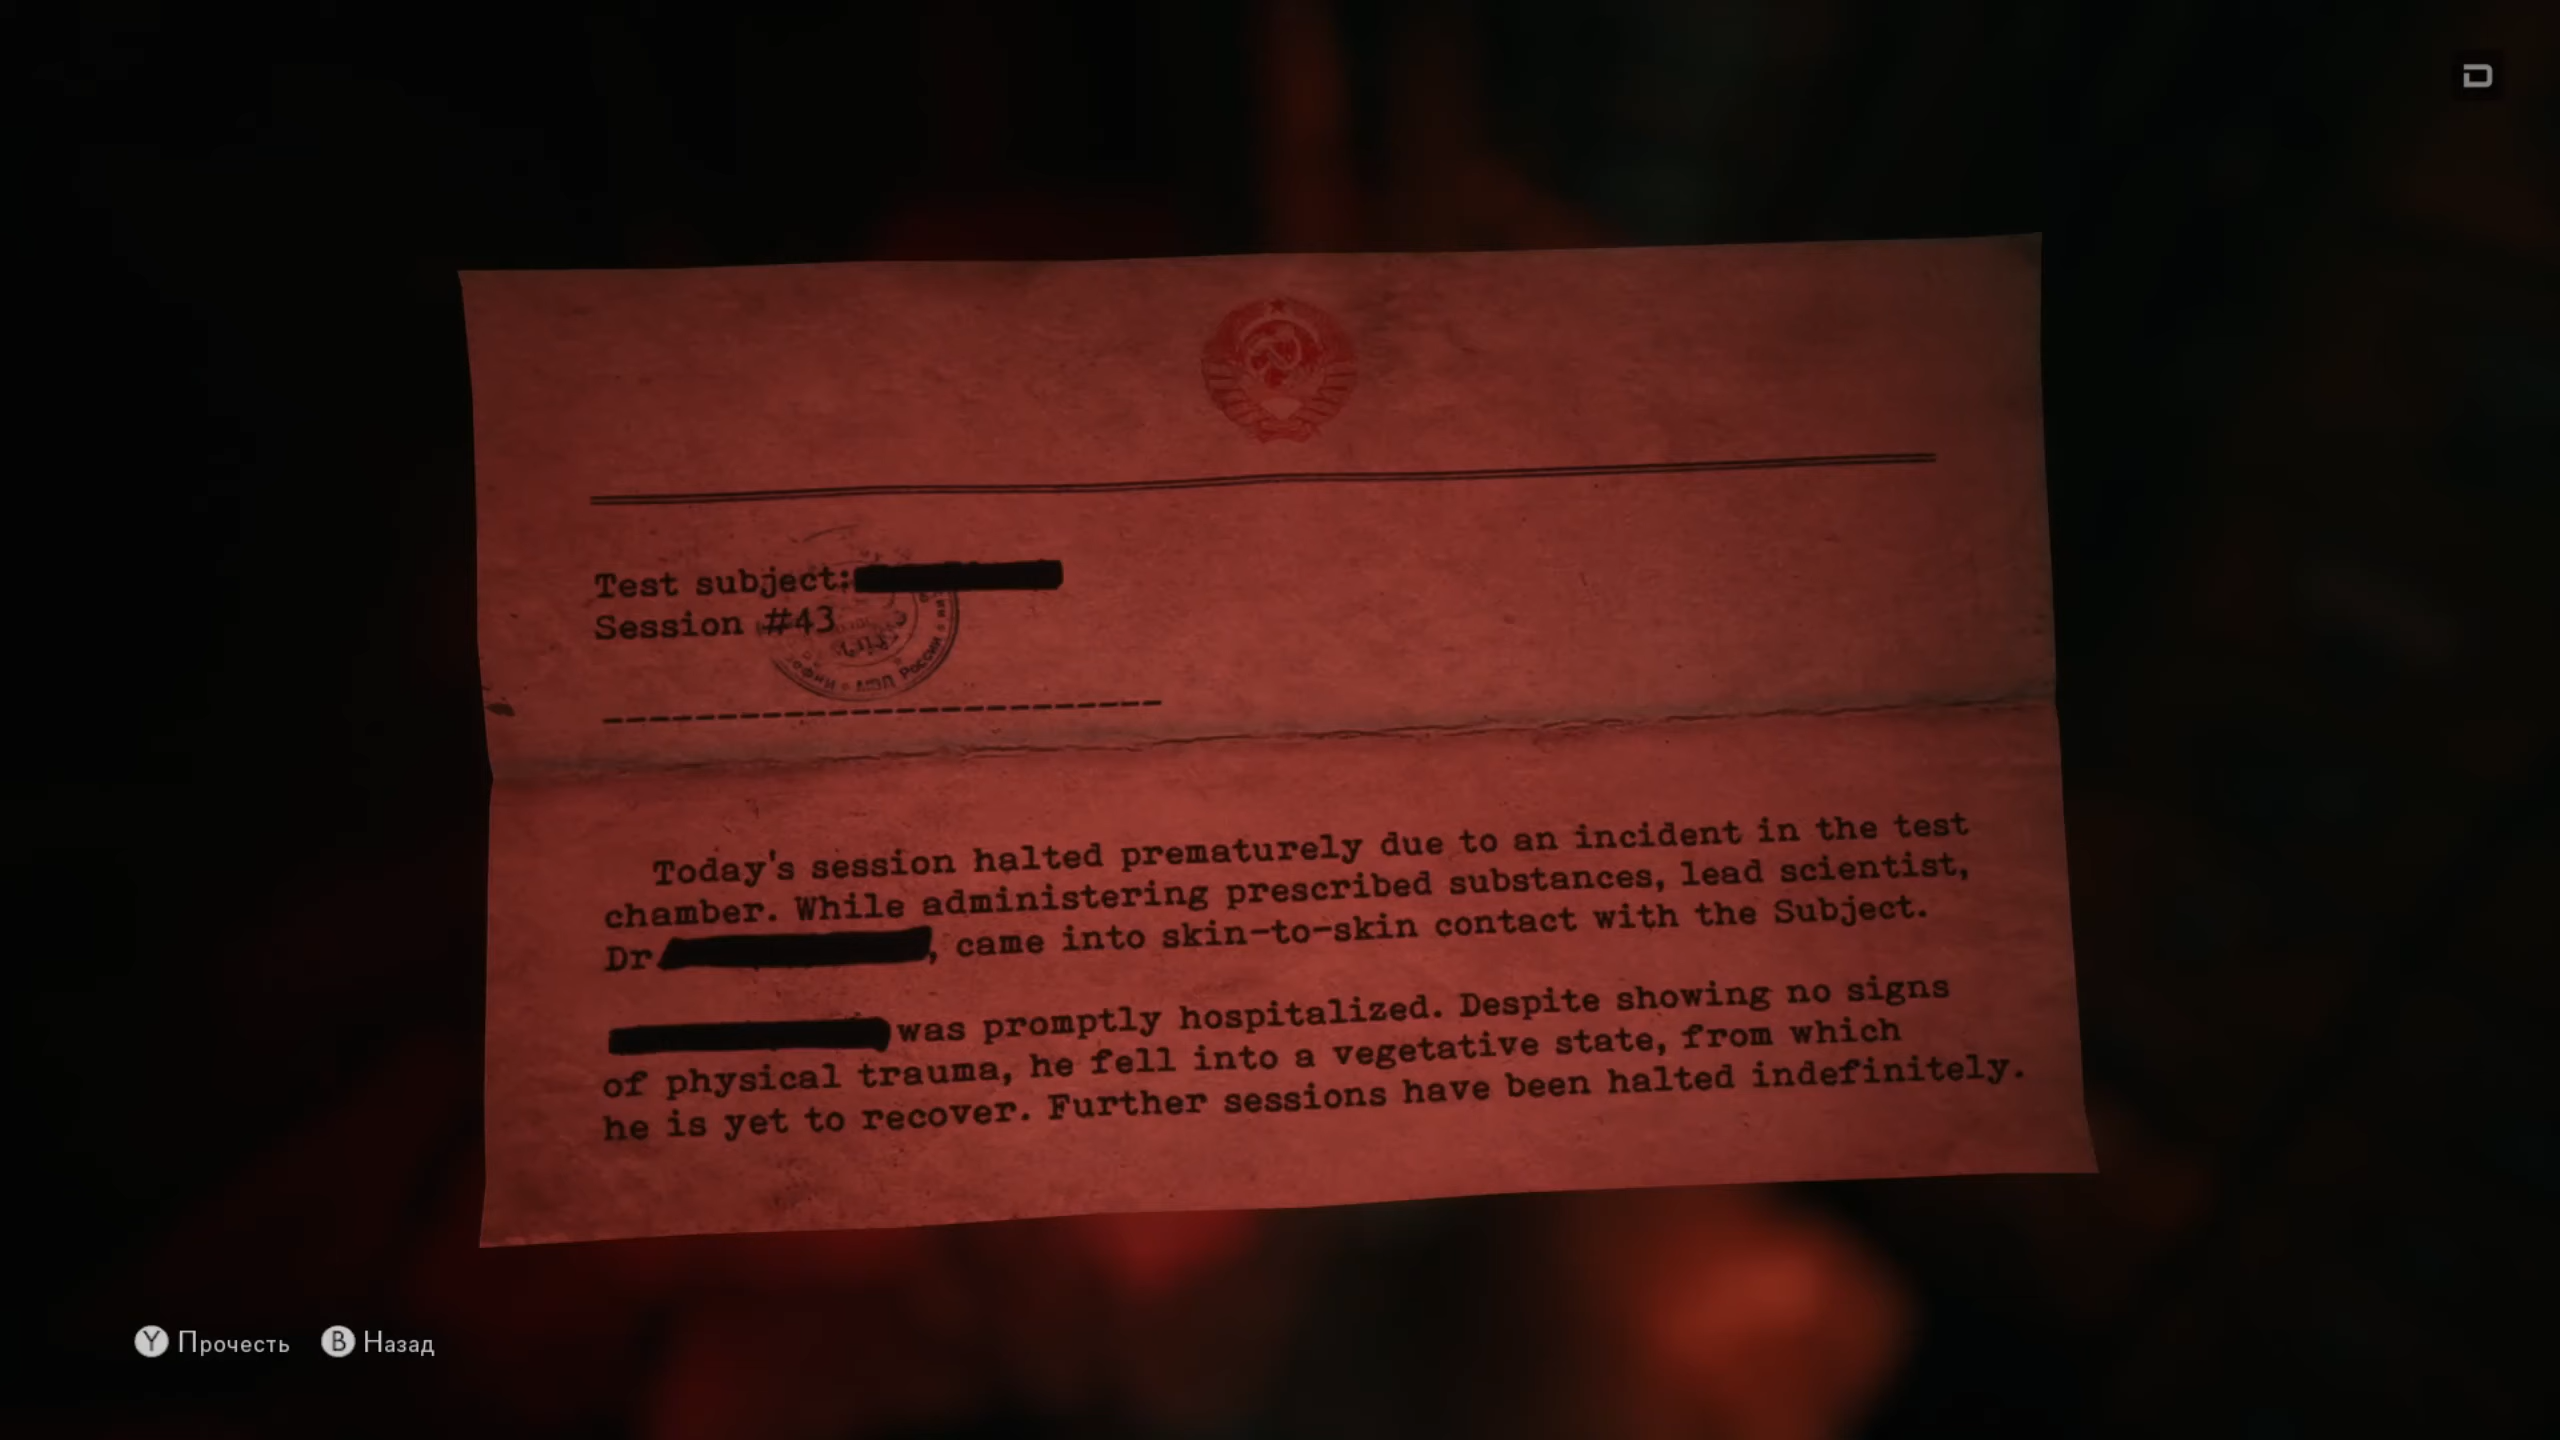 Test subject:
Session #43
России
Today's session halted prematurely due to an incident in the test
chamber. While administering prescribed substances, lead scientist,
Dr , came into skin-to-skin contact with the Subject.
was promptly hospitalized. Despite showing no signs
of physical trauma, he fell into a vegetative state, from which
he is yet to recover. Further sessions have been halted indefinitely.
Y Прочесть B Назад